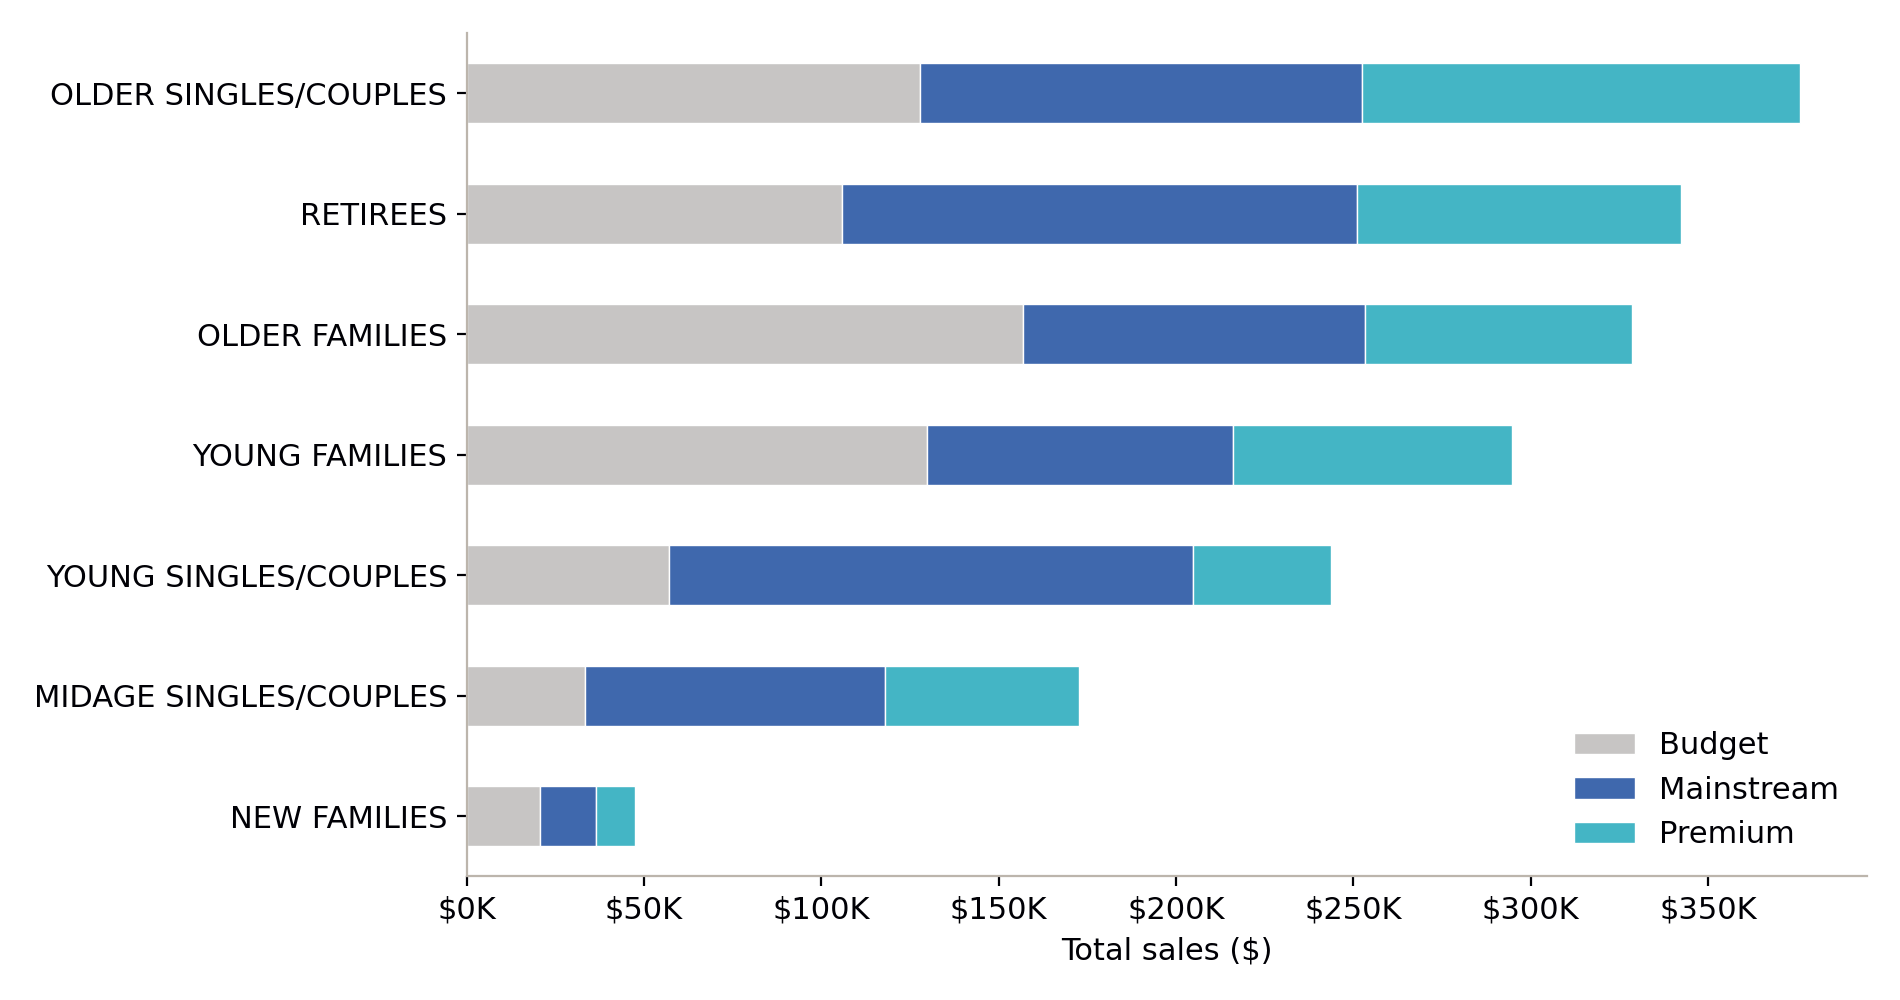 OLDER SINGLES/COUPLES
RETIREES
OLDER FAMILIES
YOUNG FAMILIES
YOUNG SINGLES/COUPLES
MIDAGE SINGLES/COUPLES
NEW FAMILIES
Budget
Mainstream
Premium
$0K $50K $100K $150K $200K $250K $300K $350K
Total sales ($)